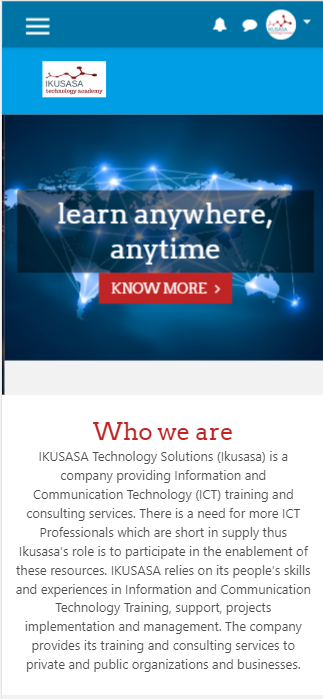 IKUSASA
technology academy
learn anywhere,
anytime
KNOW MORE
Who we are
IKUSASA Technology Solutions (Ikusasa) is a
company providing Information and
Communication Technology (ICT) training and
consulting services. There is a need for more ICT
Professionals which are short in supply thus
Ikusasa's role is to participate in the enablement of
these resources. IKUSASA relies on its people's skills
and experiences in Information and Communication
Technology Training, support, projects
implementation and management. The company
provides its training and consulting services to
private and public organizations and businesses.